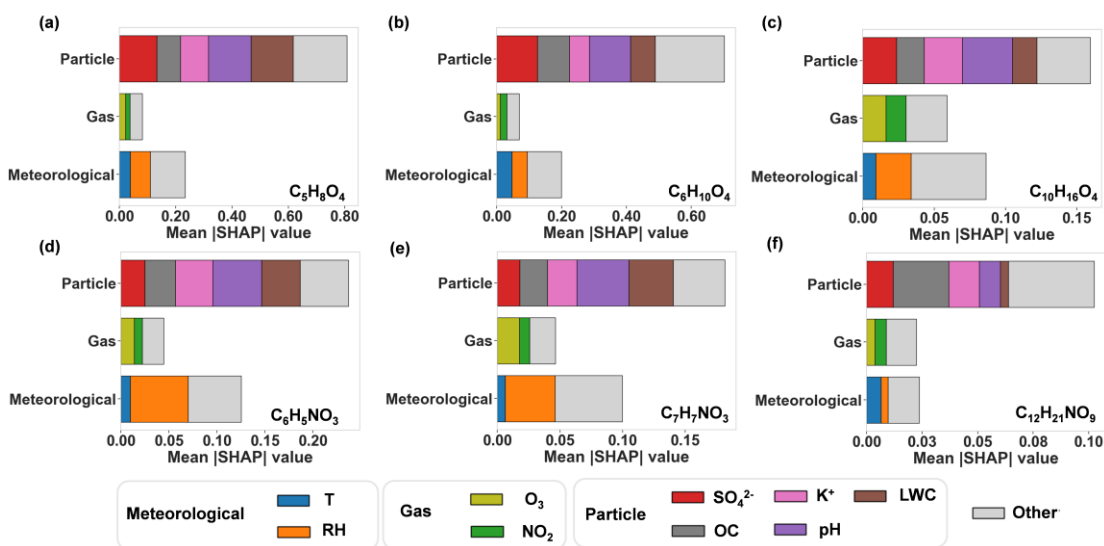 (a)
Particle
Gas
Meteorological
C₅H₈O₄
0.00 0.20 0.40 0.60 0.80
Mean |SHAP| value
(b)
C₆H₁₀O₄
0.00 0.20 0.40 0.60
Mean |SHAP| value
(c)
Particle
Gas
Meteorological
C₁₀H₁₆O₄
0.00 0.05 0.10 0.15
Mean |SHAP| value
(d)
Particle
Gas
Meteorological
C₆H₅NO₃
0.00 0.05 0.10 0.15 0.20
Mean |SHAP| value
(e)
Particle
Gas
Meteorological
C₇H₇NO₃
0.00 0.05 0.10 0.15
Mean |SHAP| value
(f)
Particle
Gas
Meteorological
C₁₂H₂₁NO₉
0.00 0.03 0.05 0.08 0.10
Mean |SHAP| value
Meteorological
T
RH
Gas
O₃
NO₂
Particle
SO₄²⁻
K⁺
LWC
OC
pH
Other